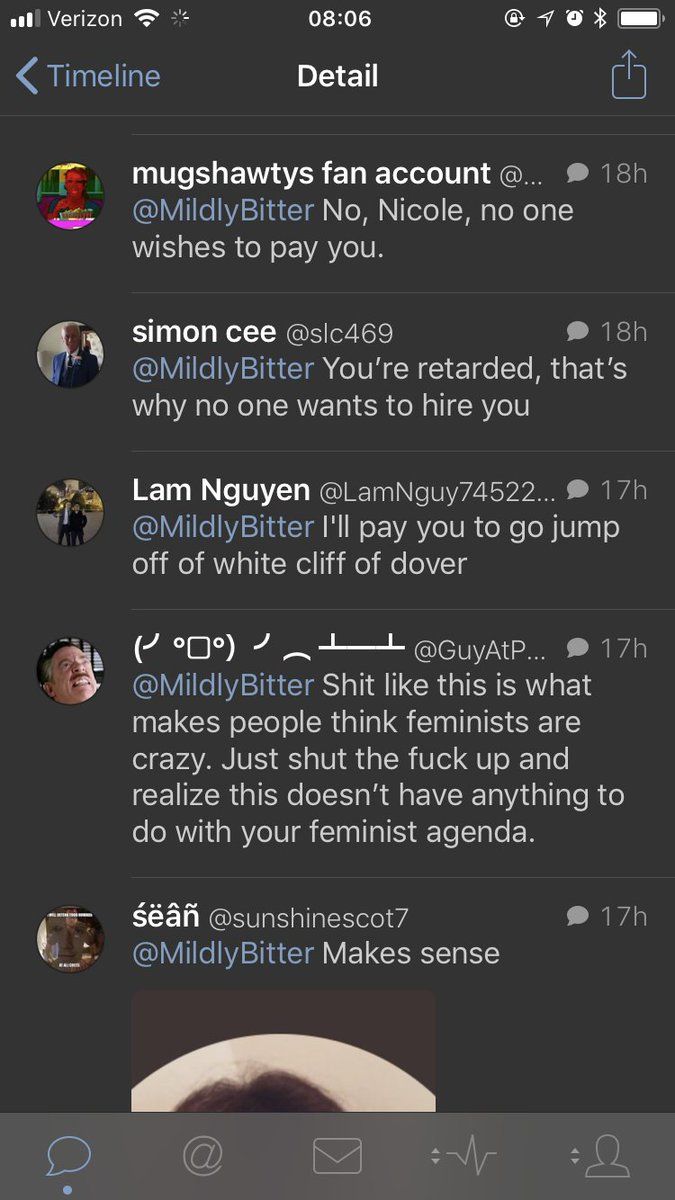 Verizon 08:06
Timeline Detail
mugshawtys fan account @... 18h
@MildlyBitter No, Nicole, no one
wishes to pay you.
simon cee @slc469 18h
@MildlyBitter You're retarded, that's
why no one wants to hire you
Lam Nguyen @LamNguy74522... 17h
@MildlyBitter I'll pay you to go jump
off of white cliff of dover
(╯°□°)╯︵ ┻━┻ @GuyAtP... 17h
@MildlyBitter Shit like this is what
makes people think feminists are
crazy. Just shut the fuck up and
realize this doesn't have anything to
do with your feminist agenda.
śëâñ @sunshinescot7 17h
@MildlyBitter Makes sense